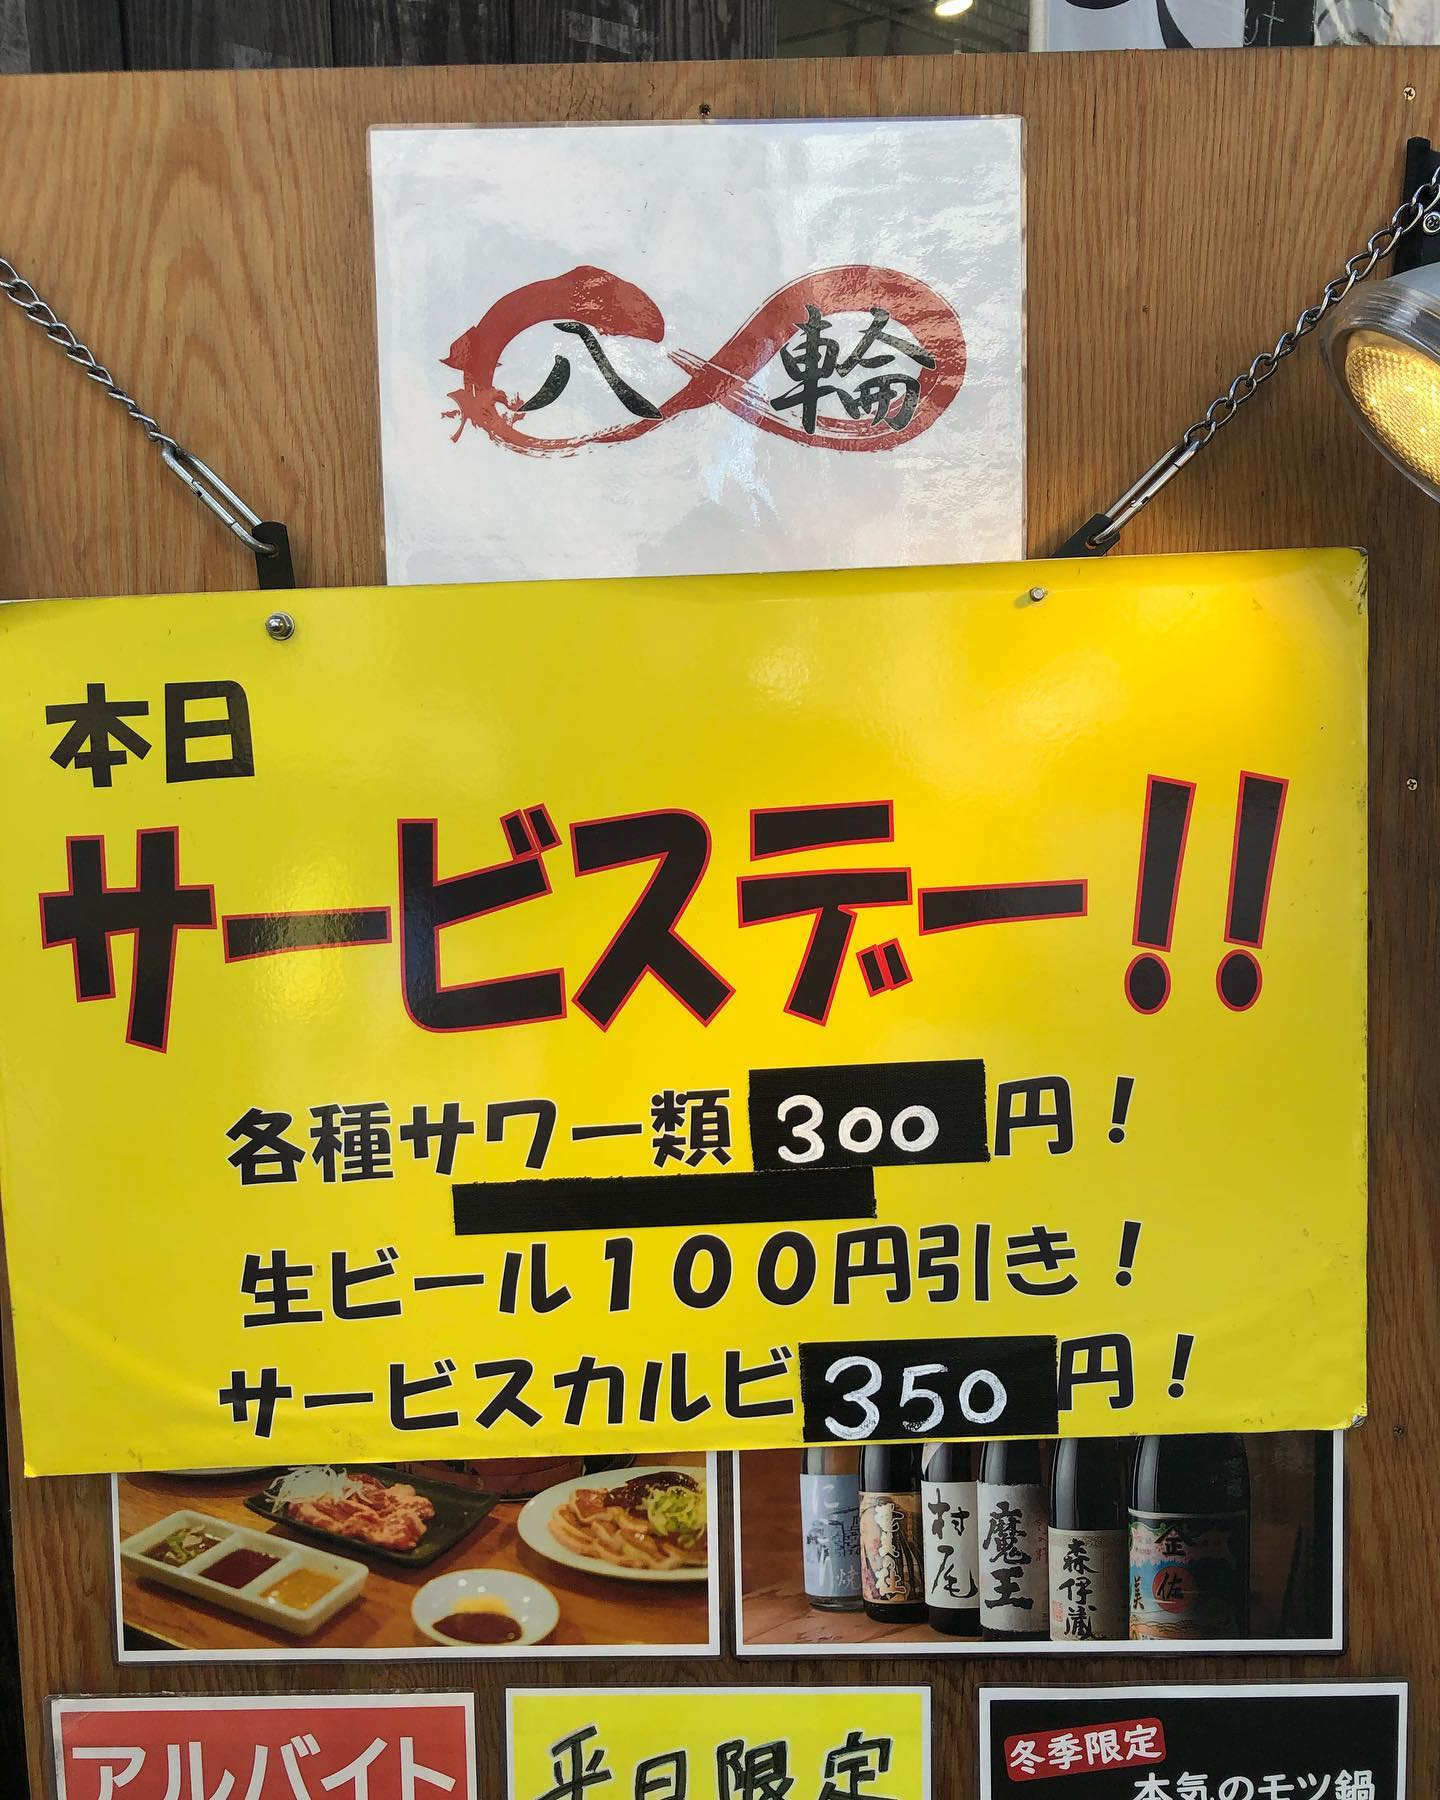 八輪
本日
サービスデー!!
各種サワー類300円！
生ビール100円引き！
サービスカルビ350円！
村尾
魔王
森伊蔵
佐
アルバイト
平日限定
冬季限定
本気のモツ鍋